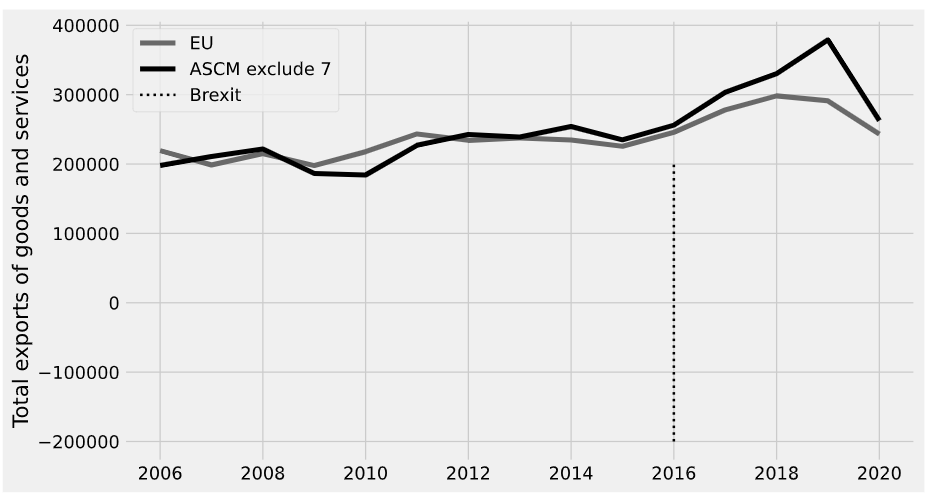 Total exports of goods and services
400000
300000
200000
100000
0
−100000
−200000
EU
ASCM exclude 7
Brexit
2006 2008 2010 2012 2014 2016 2018 2020